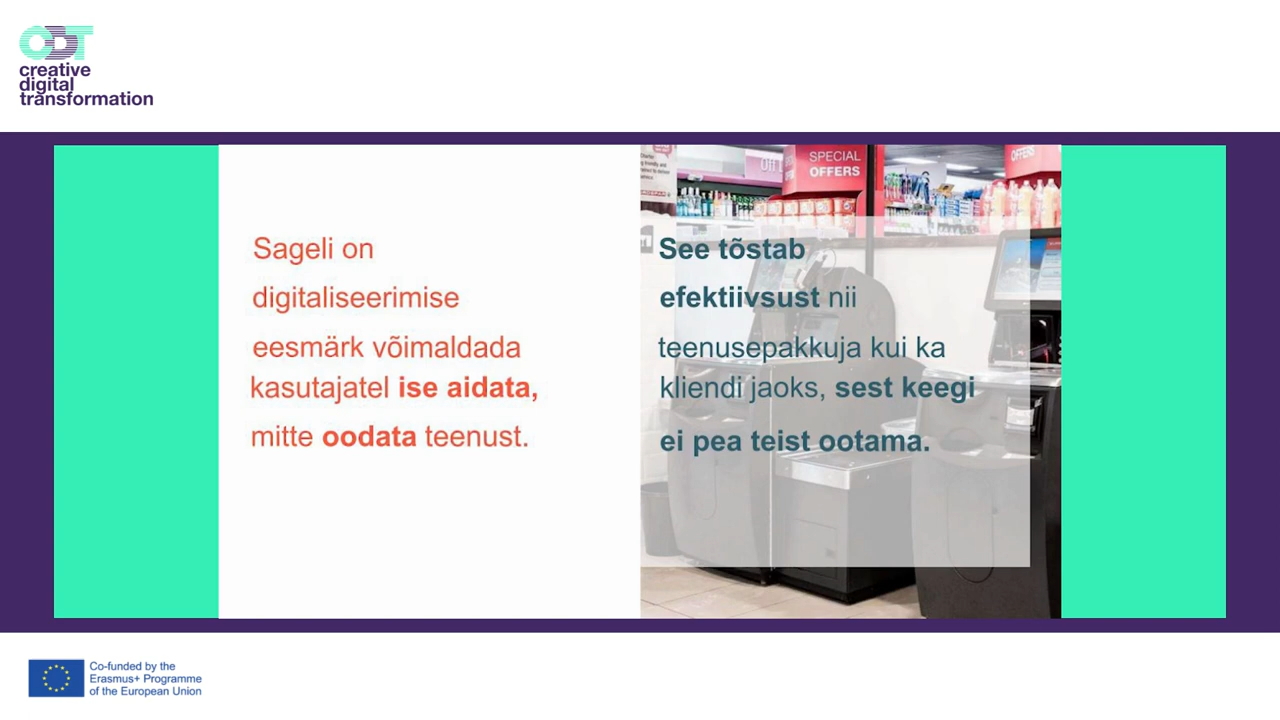 ODT
creative
digital
transformation
Sageli on
digitaliseerimise
eesmärk võimaldada
kasutajatel ise aidata,
mitte oodata teenust.
SPECIAL
OFFERS
OFFERS
See tõstab
efektiivsust nii
teenusepakkuja kui ka
kliendi jaoks, sest keegi
ei pea teist ootama.
Co-funded by the
Erasmus+ Programme
of the European Union